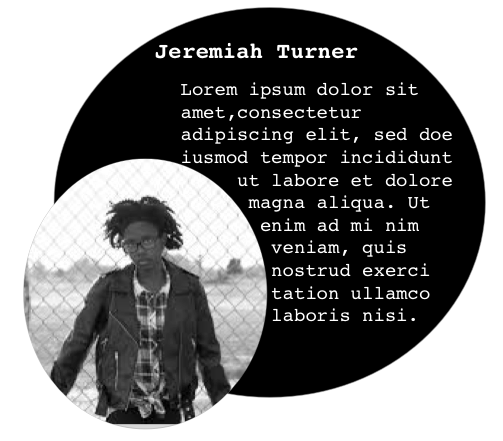 Jeremiah Turner
Lorem ipsum dolor sit
amet,consectetur
adipiscing elit, sed doe
iusmod tempor incididunt
ut labore et dolore
magna aliqua. Ut
enim ad mi nim
veniam, quis
nostrud exerci
tation ullamco
laboris nisi.